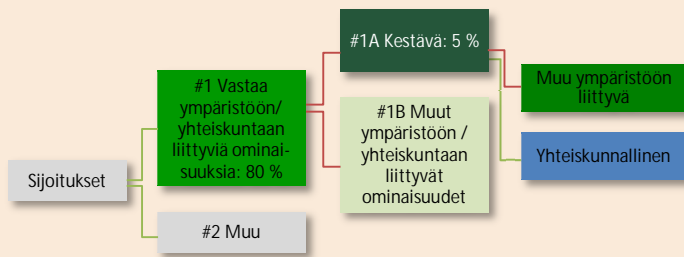 Sijoitukset
#1 Vastaa
ympäristöön/
yhteiskuntaan
liittyviä ominai-
suuksia: 80 %
#2 Muu
#1A Kestävä: 5 %
#1B Muut
ympäristöön /
yhteiskuntaan
liittyvät
ominaisuudet
Muu ympäristöön
liittyvä
Yhteiskunnallinen